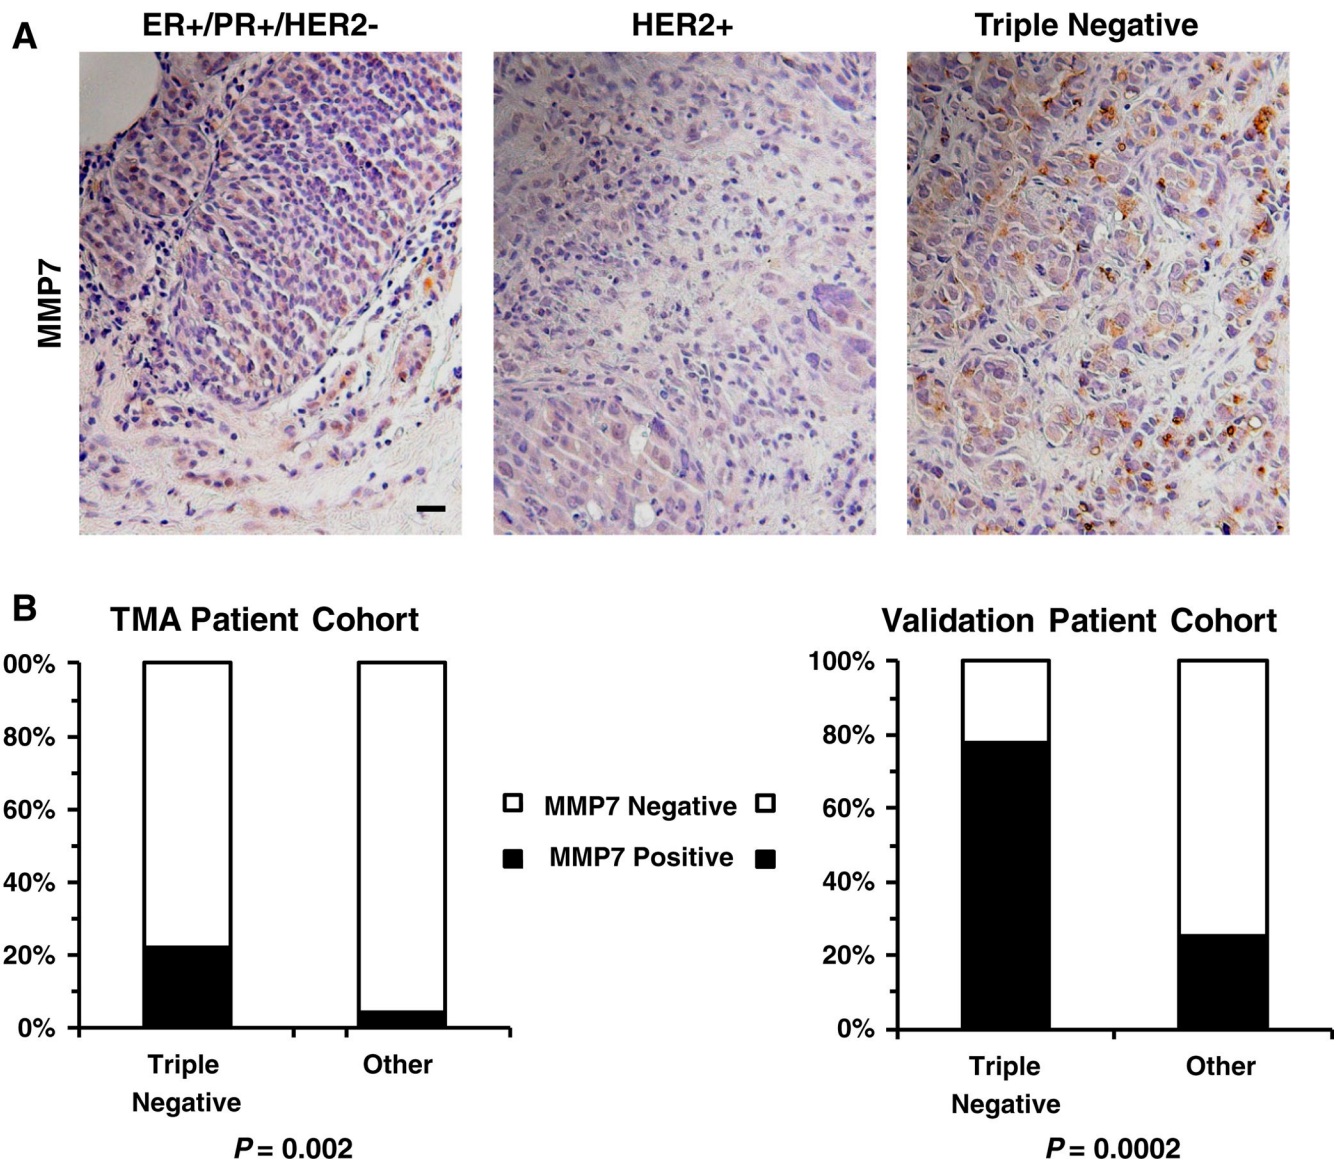 A
ER+/PR+/HER2-
HER2+
Triple Negative
MMP7
B
TMA Patient Cohort
Validation Patient Cohort
00%
80%
60%
40%
20%
0%
MMP7 Negative
MMP7 Positive
100%
80%
60%
40%
20%
0%
Triple
Negative
Other
Triple
Negative
Other
P = 0.002
P = 0.0002